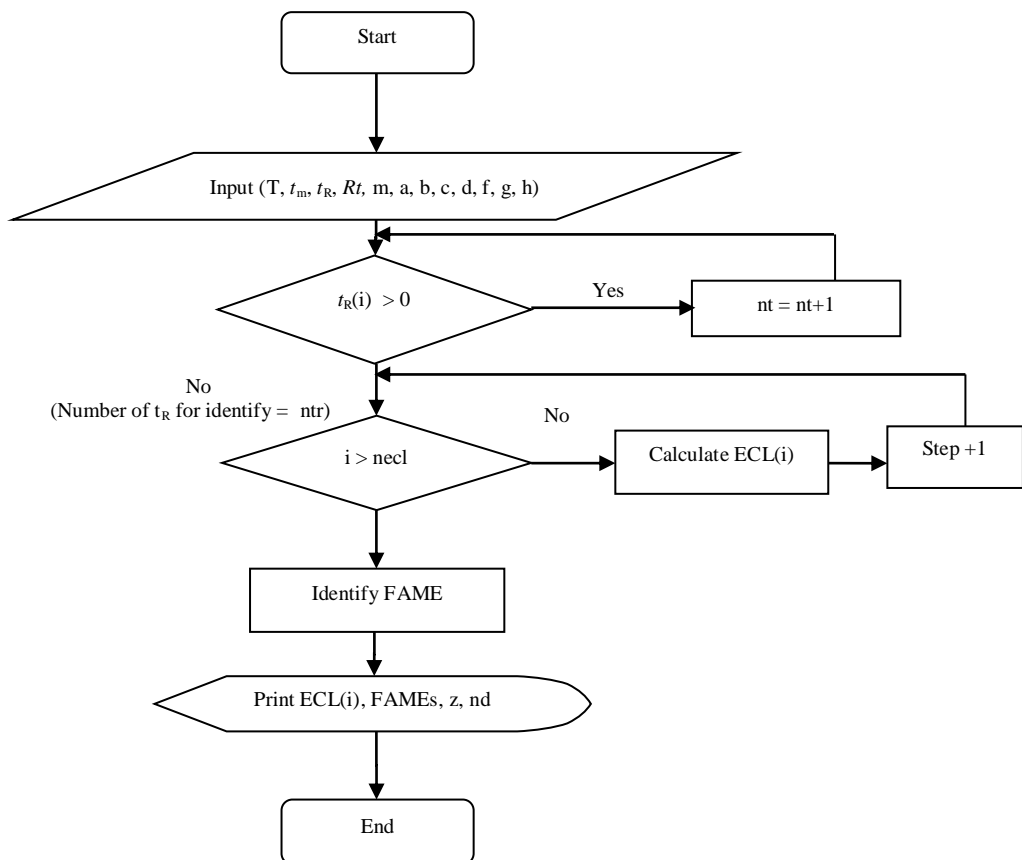 Start
Input (T, tm, tR, Rt, m, a, b, c, d, f, g, h)
tR(i) > 0
Yes
nt = nt+1
No
(Number of tR for identify = ntr)
No
i > necl
Calculate ECL(i)
Step +1
Identify FAME
Print ECL(i), FAMEs, z, nd
End